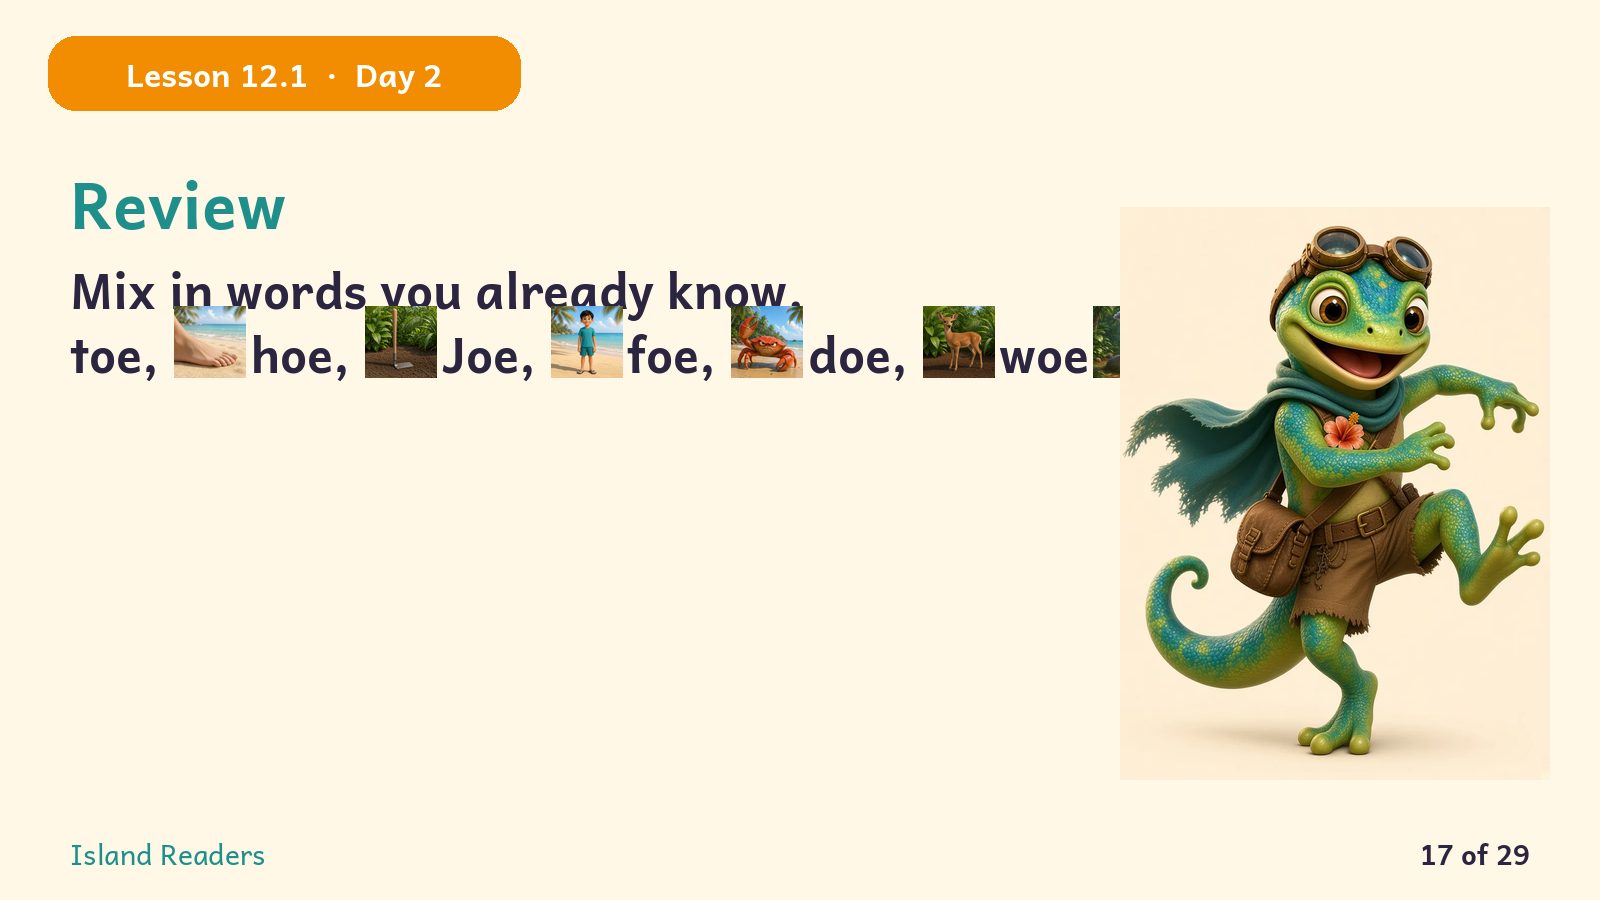 Lesson 12.1 · Day 2
Review
Mix in words you already know.
toe, hoe, Joe, foe, doe, woe
Island Readers
17 of 29